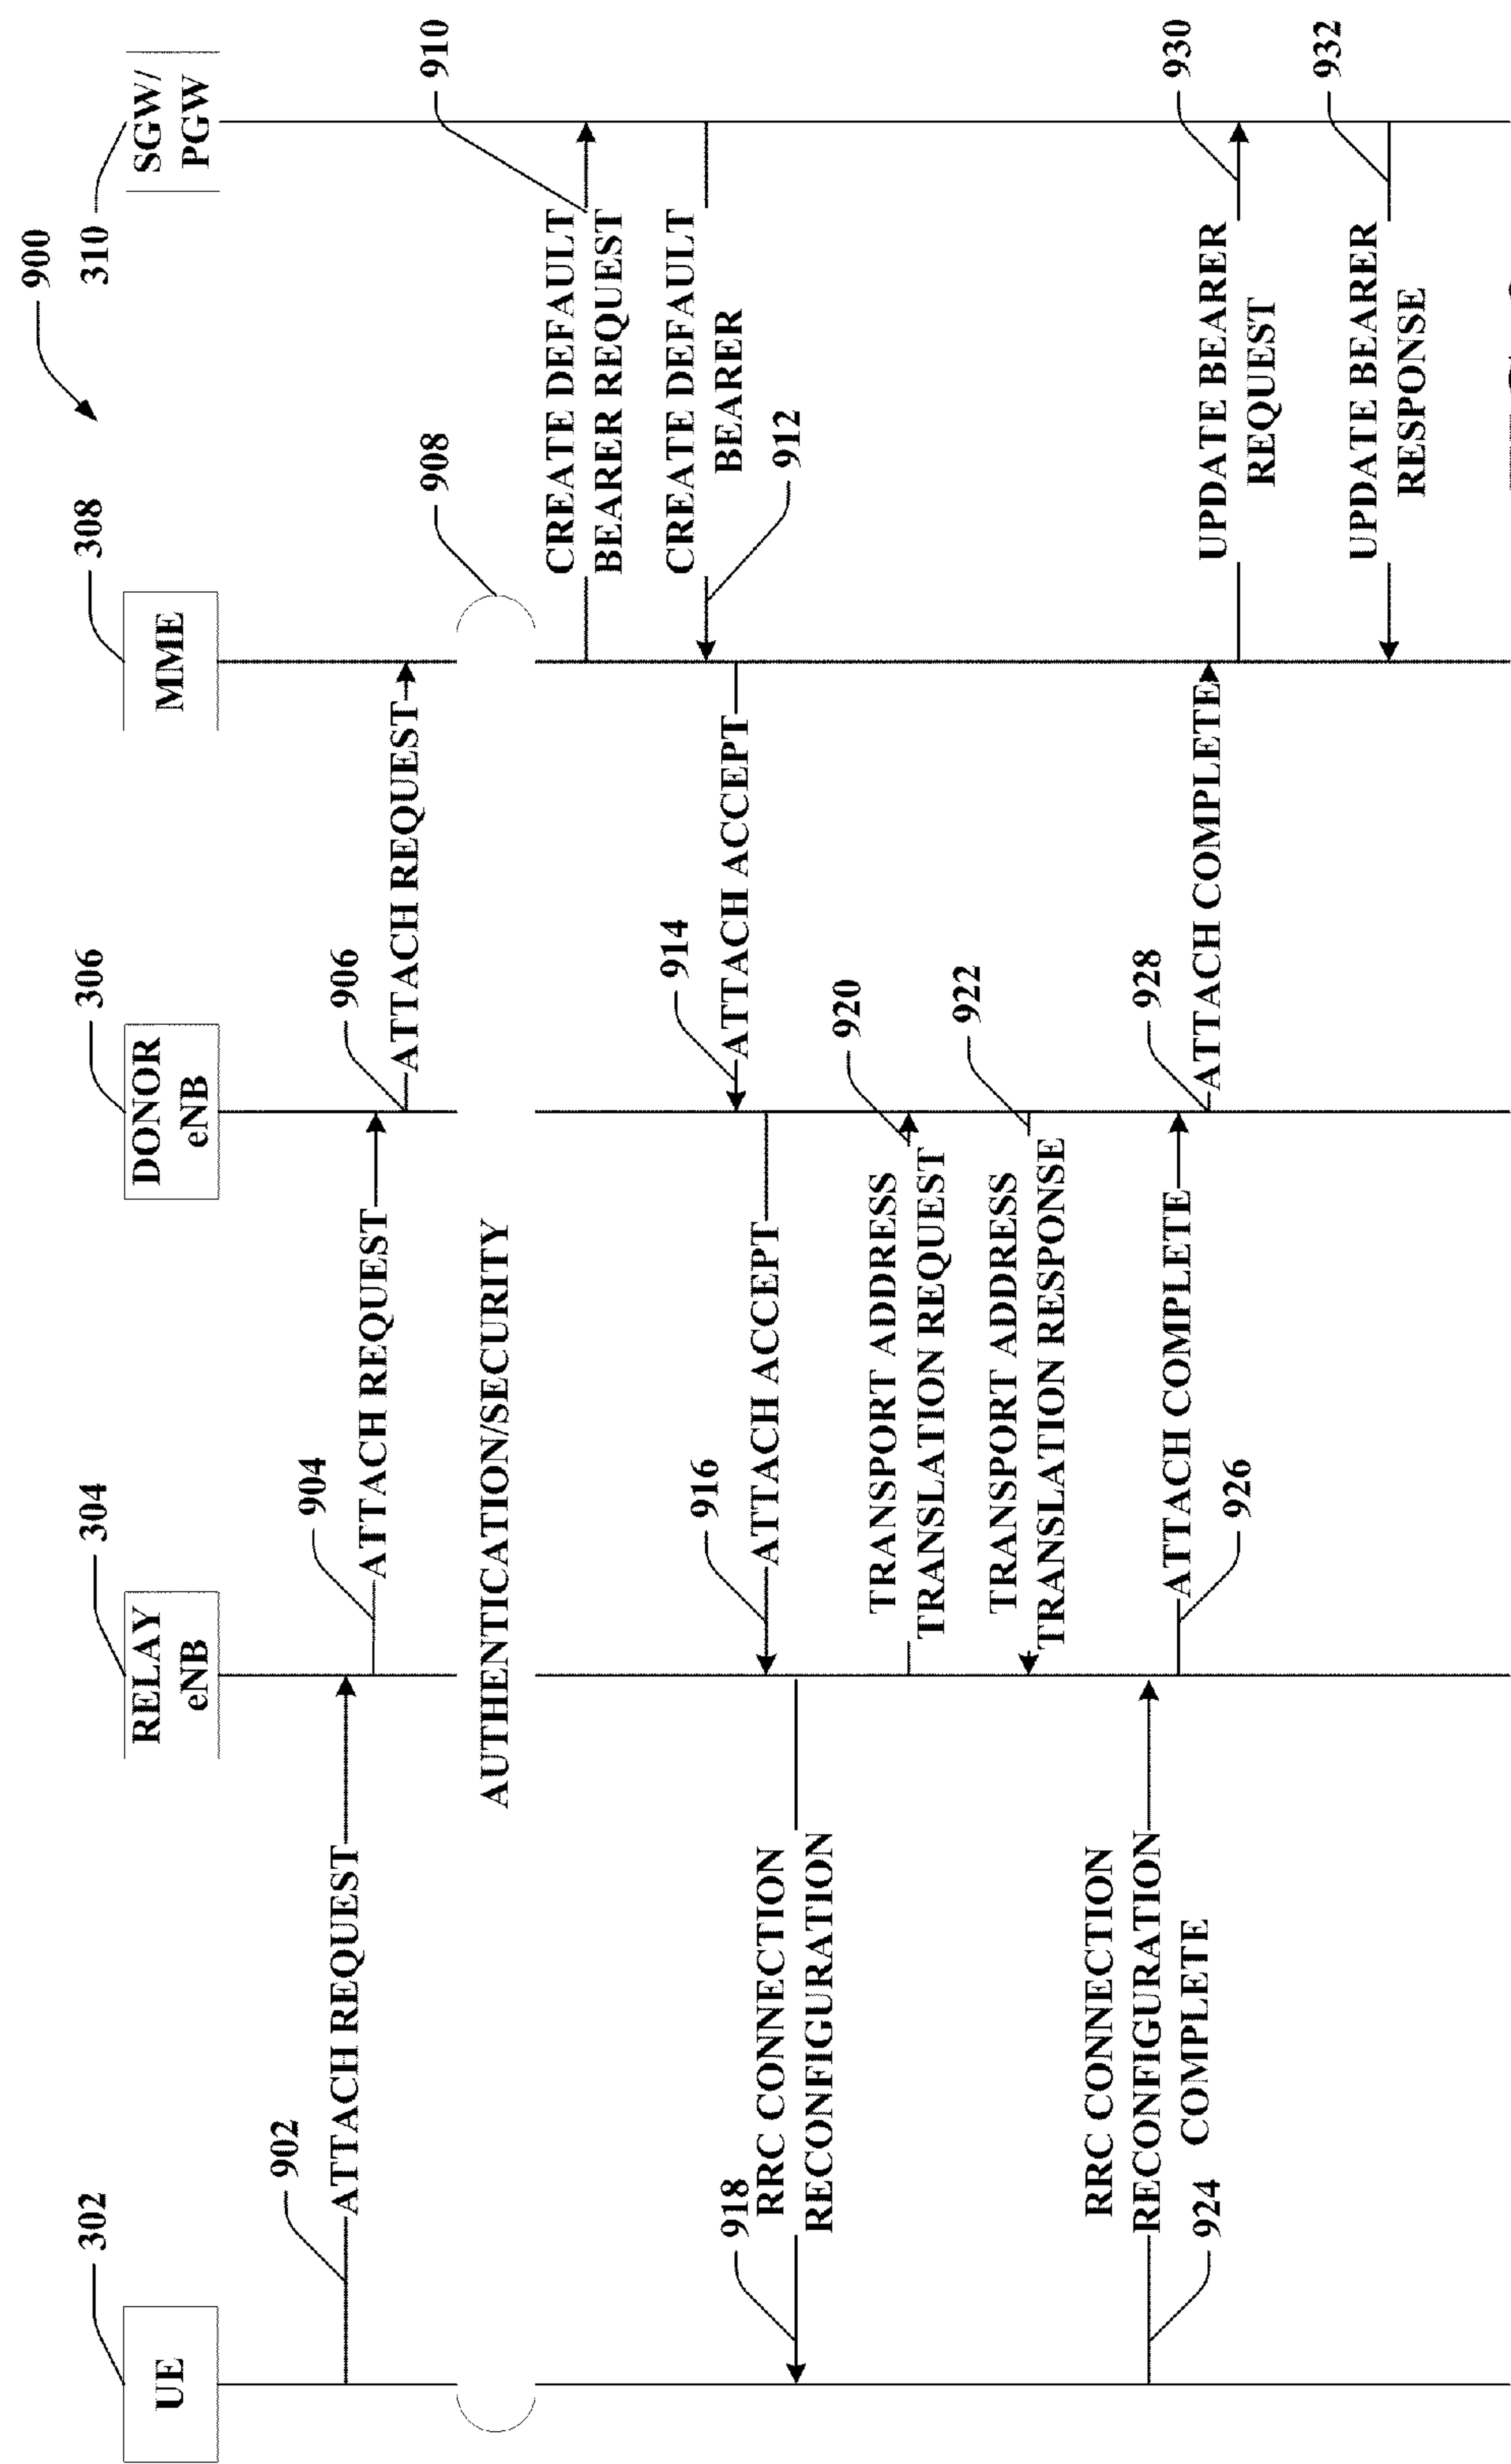 900
302
304
306
308
310
UE
RELAY
eNB
DONOR
eNB
MME
SGW/
PGW
902
ATTACH REQUEST
904
ATTACH REQUEST
906
ATTACH REQUEST
908
AUTHENTICATION/SECURITY
910
CREATE DEFAULT
BEARER REQUEST
CREATE DEFAULT
BEARER
912
914
ATTACH ACCEPT
916
ATTACH ACCEPT
918
RRC CONNECTION
RECONFIGURATION
920
TRANSPORT ADDRESS
TRANSLATION REQUEST
922
TRANSPORT ADDRESS
TRANSLATION RESPONSE
RRC CONNECTION
RECONFIGURATION
COMPLETE
924
ATTACH COMPLETE
926
928
ATTACH COMPLETE
930
UPDATE BEARER
REQUEST
932
UPDATE BEARER
RESPONSE